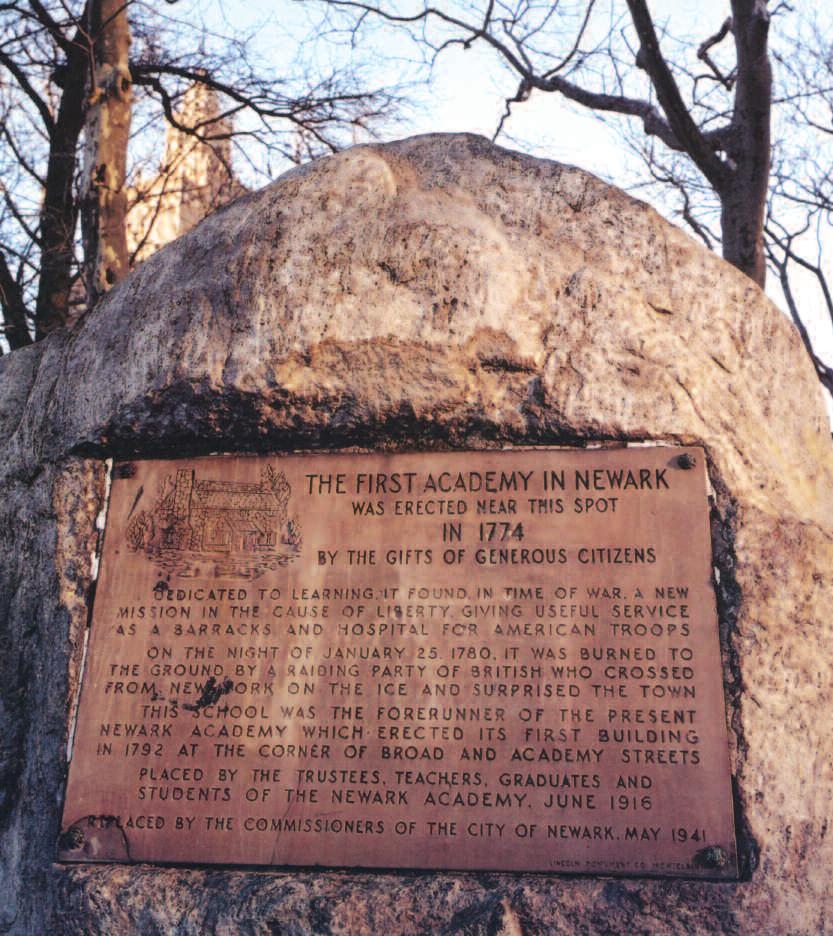 THE FIRST ACADEMY IN NEWARK
WAS ERECTED NEAR THIS SPOT
IN 1774
BY THE GIFTS OF GENEROUS CITIZENS
DEDICATED TO LEARNING, IT FOUND, IN TIME OF WAR, A NEW
MISSION IN THE CAUSE OF LIBERTY, GIVING USEFUL SERVICE
AS A BARRACKS AND HOSPITAL FOR AMERICAN TROOPS
ON THE NIGHT OF JANUARY 25, 1780, IT WAS BURNED TO
THE GROUND BY A RAIDING PARTY OF BRITISH WHO CROSSED
FROM NEW YORK ON THE ICE AND SURPRISED THE TOWN
THIS SCHOOL WAS THE FORERUNNER OF THE PRESENT
NEWARK ACADEMY WHICH ERECTED ITS FIRST BUILDING
IN 1792 AT THE CORNER OF BROAD AND ACADEMY STREETS
PLACED BY THE TRUSTEES, TEACHERS, GRADUATES AND
STUDENTS OF THE NEWARK ACADEMY, JUNE 1916
REPLACED BY THE COMMISSIONERS OF THE CITY OF NEWARK, MAY 1941
LINCOLN MONUMENT CO.